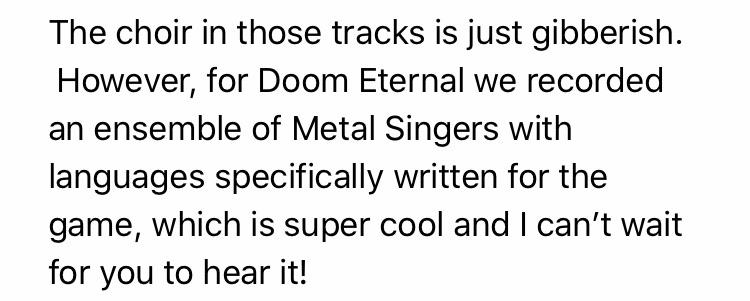 The choir in those tracks is just gibberish.
However, for Doom Eternal we recorded
an ensemble of Metal Singers with
languages specifically written for the
game, which is super cool and I can’t wait
for you to hear it!